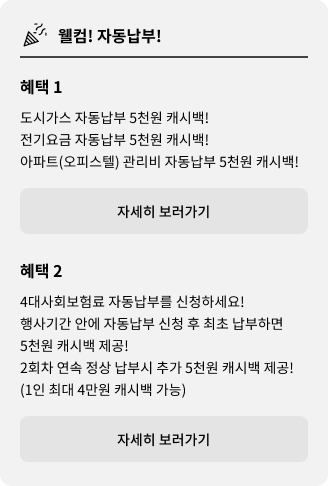 웰컴! 자동납부!
혜택 1
도시가스 자동납부 5천원 캐시백!
전기요금 자동납부 5천원 캐시백!
아파트(오피스텔) 관리비 자동납부 5천원 캐시백!
자세히 보러가기
혜택 2
4대사회보험료 자동납부를 신청하세요!
행사기간 안에 자동납부 신청 후 최초 납부하면
5천원 캐시백 제공!
2회차 연속 정상 납부시 추가 5천원 캐시백 제공!
(1인 최대 4만원 캐시백 가능)
자세히 보러가기